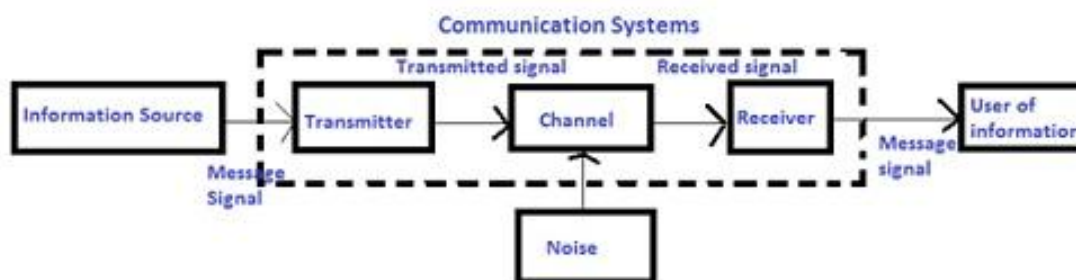 Communication Systems
Transmitted signal
Received signal
Information Source
Transmitter
Channel
Receiver
User of
information
Message
Signal
Message
signal
Noise